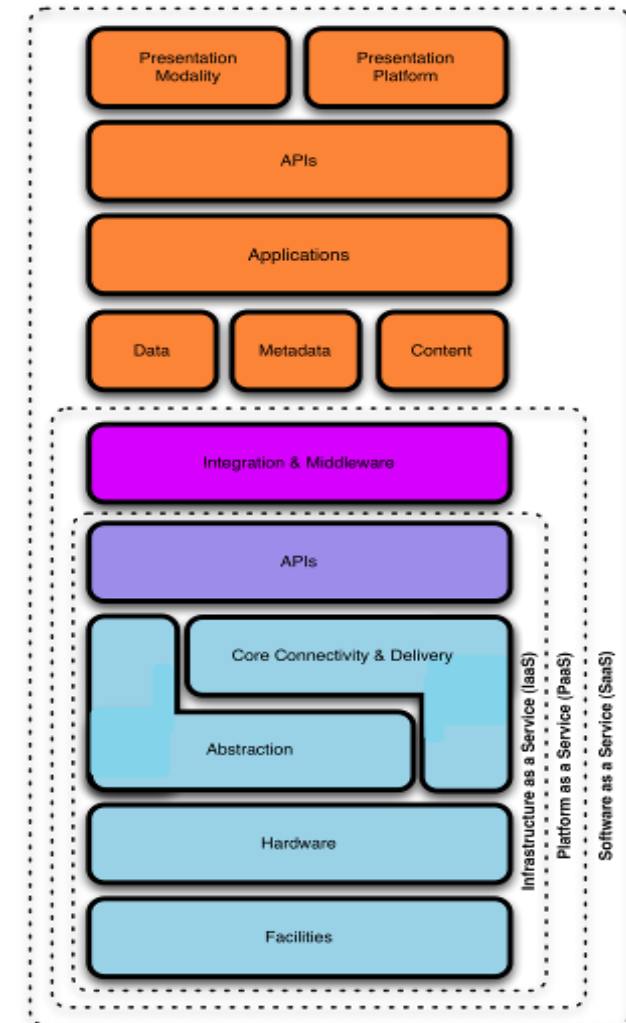 Presentation
Modality
Presentation
Platform
APIs
Applications
Data
Metadata
Content
Integration & Middleware
APIs
Core Connectivity & Delivery
Abstraction
Hardware
Facilities
Infrastructure as a Service (IaaS)
Platform as a Service (PaaS)
Software as a Service (SaaS)